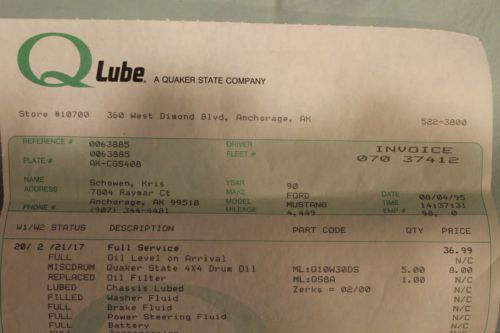 Q Lube. A QUAKER STATE COMPANY
Store #10700 360 West Dimond Blvd, Anchorage, AK 522-3800
REFERENCE # 0063885 DRIVER INVOICE
0063885 FLEET # 070 37412
PLATE # AK-CGS408
NAME Schowen, Kris YEAR 90
ADDRESS 7804 Raymar Ct MAKE FORD DATE 08/04/95
Anchorage, AK 99518 MODEL MUSTANG TIME 14:37:31
PHONE # (907) 344-4481 MILEAGE 4,449 EMP # 98, 0
W1/W2 STATUS DESCRIPTION PART CODE QTY PRICE
20/ 2 /21/17 Full Service 36.99
FULL Oil Level on Arrival N/C
MISCDRUM Quaker State 4X4 Drum Oil ML:Q10W30DS 5.00 8.00
REPLACED Oil Filter ML:QS8A 1.00 N/C
LUBED Chassis Lubed Zerks = 02/00 N/C
FILLED Washer Fluid N/C
FULL Brake Fluid N/C
FULL Power Steering Fluid N/C
FULL Battery N/C